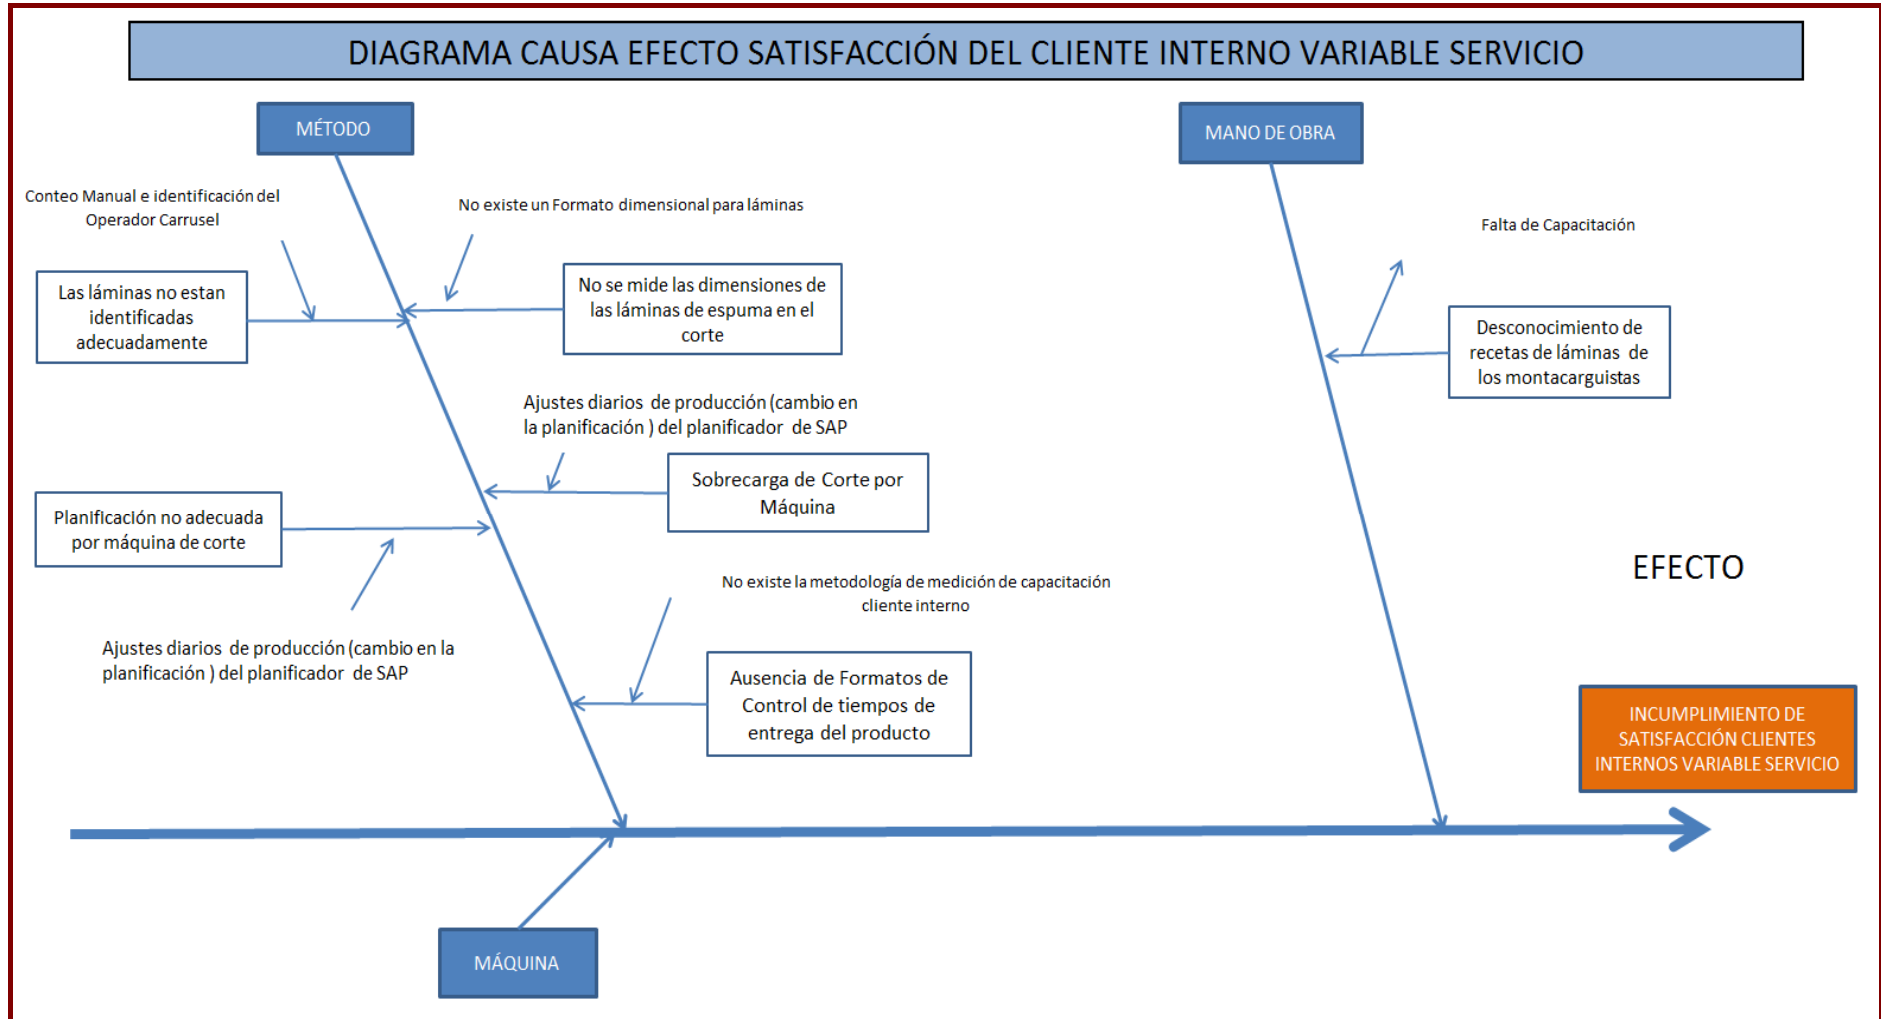 DIAGRAMA CAUSA EFECTO SATISFACCIÓN DEL CLIENTE INTERNO VARIABLE SERVICIO
MÉTODO
MANO DE OBRA
Conteo Manual e identificación del
Operador Carrusel
No existe un Formato dimensional para láminas
Falta de Capacitación
Las láminas no estan
identificadas
adecuadamente
No se mide las dimensiones de
las láminas de espuma en el
corte
Desconocimiento de
recetas de láminas de
los montacarguistas
Ajustes diarios de producción (cambio en
la planificación ) del planificador de SAP
Sobrecarga de Corte por
Máquina
Planificación no adecuada
por máquina de corte
EFECTO
No existe la metodología de medición de capacitación
cliente interno
Ajustes diarios de producción (cambio en la
planificación ) del planificador de SAP
Ausencia de Formatos de
Control de tiempos de
entrega del producto
INCUMPLIMIENTO DE
SATISFACCIÓN CLIENTES
INTERNOS VARIABLE SERVICIO
MÁQUINA